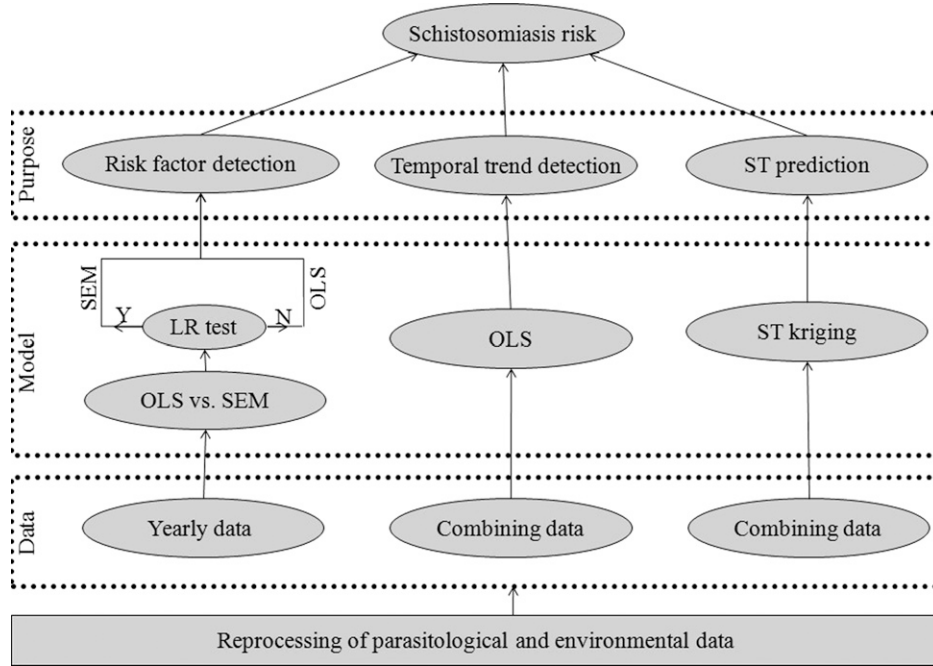 Schistosomiasis risk
Purpose
Risk factor detection
Temporal trend detection
ST prediction
Model
SEM
OLS
Y
LR test
N
OLS
ST kriging
OLS vs. SEM
Data
Yearly data
Combining data
Combining data
Reprocessing of parasitological and environmental data